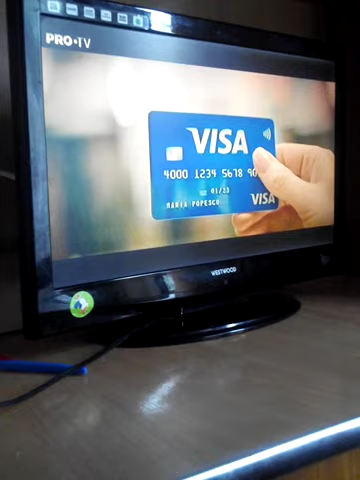 PRO•TV
VISA
4000 1234 5678 90
01/23
MARIA POPESCU
VISA
WESTWOOD